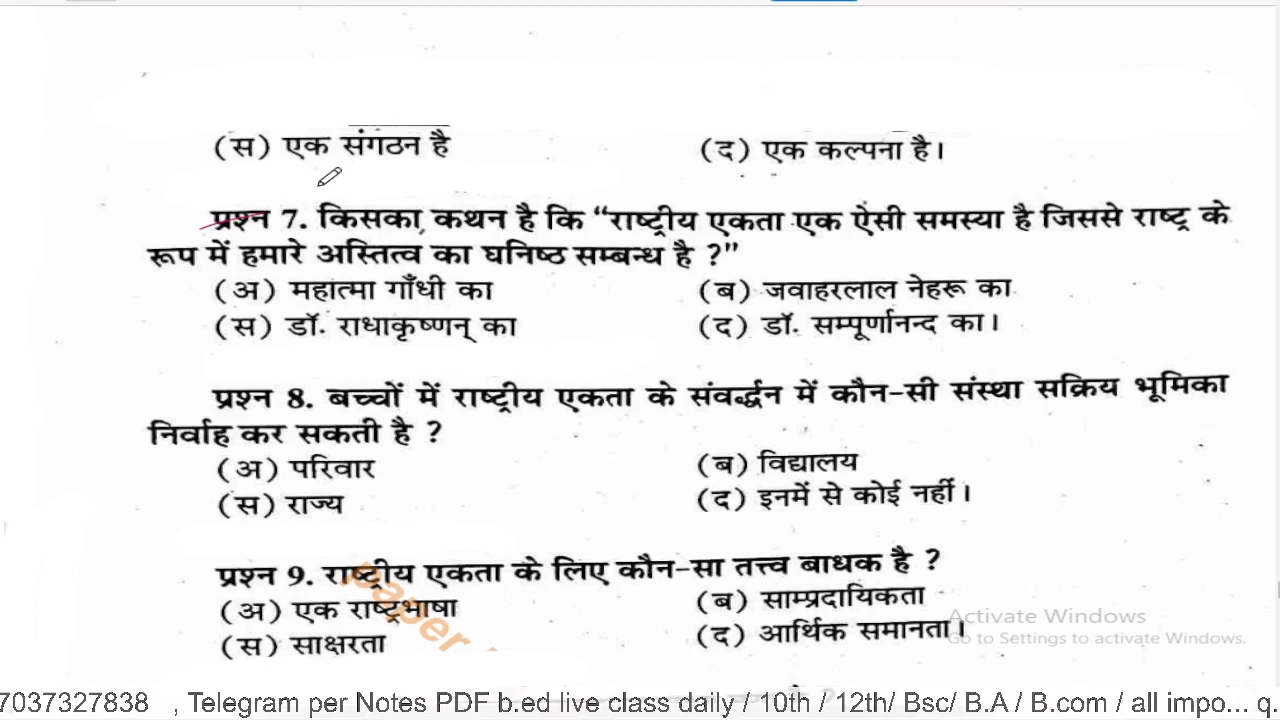 (स) एक संगठन है
(द) एक कल्पना है।
प्रश्न 7. किसका कथन है कि “राष्ट्रीय एकता एक ऐसी समस्या है जिससे राष्ट्र के
रूप में हमारे अस्तित्व का घनिष्ठ सम्बन्ध है ?”
(अ) महात्मा गाँधी का
(ब) जवाहरलाल नेहरू का
(स) डॉ. राधाकृष्णन् का
(द) डॉ. सम्पूर्णानन्द का।
प्रश्न 8. बच्चों में राष्ट्रीय एकता के संवर्द्धन में कौन-सी संस्था सक्रिय भूमिका
निर्वाह कर सकती है ?
(अ) परिवार
(ब) विद्यालय
(स) राज्य
(द) इनमें से कोई नहीं।
प्रश्न 9. राष्ट्रीय एकता के लिए कौन-सा तत्त्व बाधक है ?
(अ) एक राष्ट्रभाषा
(ब) साम्प्रदायिकता
(स) साक्षरता
(द) आर्थिक समानता।
paper
Activate Windows
Go to Settings to activate Windows.
7037327838 , Telegram per Notes PDF b.ed live class daily / 10th / 12th/ Bsc/ B.A / B.com / all impo... q.